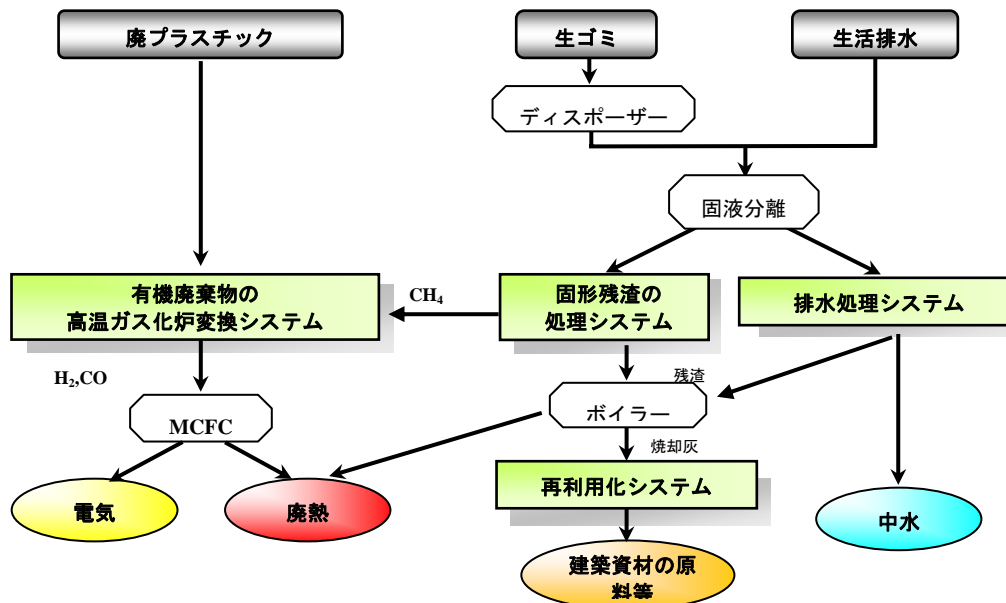 廃プラスチック
生ゴミ
生活排水
ディスポーザー
固液分離
有機廃棄物の
高温ガス化炉変換システム
CH₄
固形残渣の
処理システム
排水処理システム
H₂,CO
残渣
MCFC
ボイラー
焼却灰
電気
廃熱
再利用化システム
中水
建築資材の原
料等